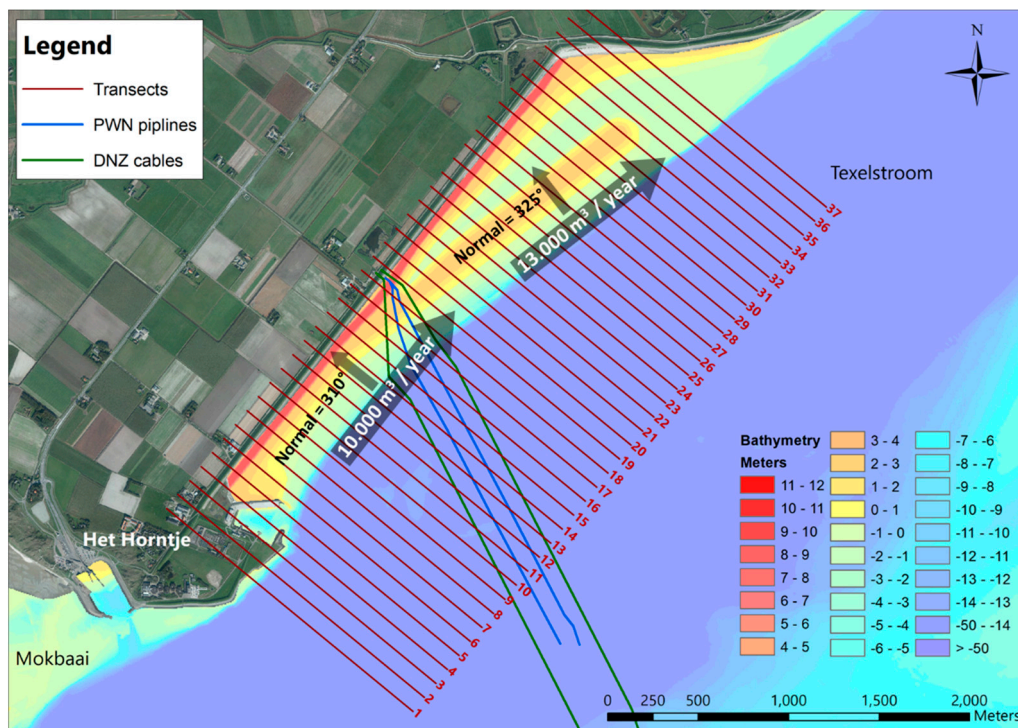 Legend
Transects
PWN piplines
DNZ cables
N
Texelstroom
Normal = 325°
13.000 m³ / year
Normal = 310°
10.000 m³ / year
Het Horntje
Mokbaai
37
36
35
34
33
32
31
30
29
28
27
26
25
24
23
22
21
20
19
18
17
16
15
14
13
12
11
10
9
8
7
6
5
4
3
2
1
Bathymetry
Meters
11 - 12
10 - 11
9 - 10
8 - 9
7 - 8
6 - 7
5 - 6
4 - 5
3 - 4
2 - 3
1 - 2
0 - 1
-1 - 0
-2 - -1
-3 - -2
-4 - -3
-5 - -4
-6 - -5
-7 - -6
-8 - -7
-9 - -8
-10 - -9
-11 - -10
-12 - -11
-13 - -12
-14 - -13
-50 - -14
> -50
0 250 500 1,000 1,500 2,000
Meters